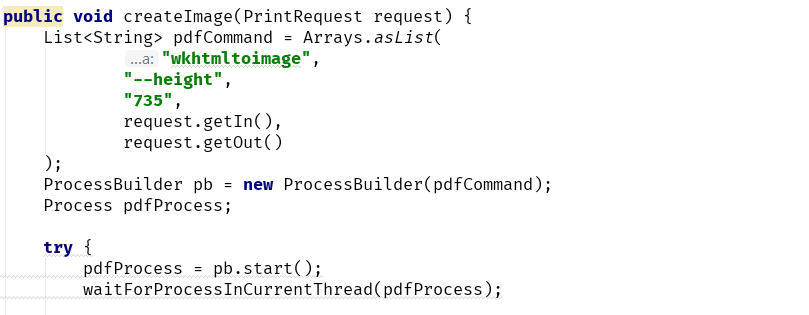 public void createImage(PrintRequest request) {
    List<String> pdfCommand = Arrays.asList(
            ...a: "wkhtmltoimage",
            "--height",
            "735",
            request.getIn(),
            request.getOut()
    );
    ProcessBuilder pb = new ProcessBuilder(pdfCommand);
    Process pdfProcess;
    try {
        pdfProcess = pb.start();
        waitForProcessInCurrentThread(pdfProcess);